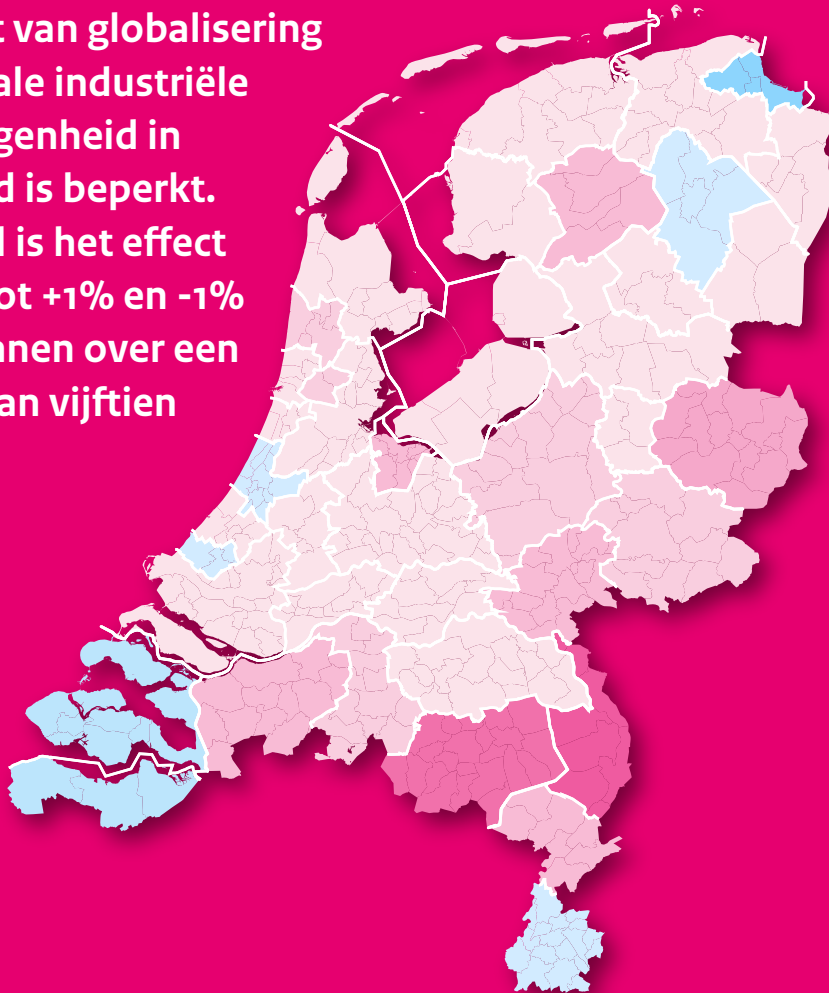 t van globalisering
ale industriële
genheid in
d is beperkt.
l is het effect
ot +1% en -1%
nen over een
an vijftien